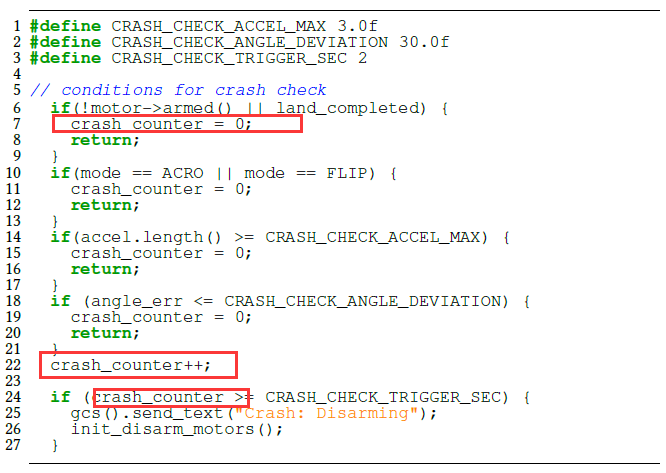 1 #define CRASH_CHECK_ACCEL_MAX 3.0f
2 #define CRASH_CHECK_ANGLE_DEVIATION 30.0f
3 #define CRASH_CHECK_TRIGGER_SEC 2
4
5 // conditions for crash check
6 if(!motor->armed() || land_completed) {
7 crash_counter = 0;
8 return;
9 }
10 if(mode == ACRO || mode == FLIP) {
11 crash_counter = 0;
12 return;
13 }
14 if(accel.length() >= CRASH_CHECK_ACCEL_MAX) {
15 crash_counter = 0;
16 return;
17 }
18 if (angle_err <= CRASH_CHECK_ANGLE_DEVIATION) {
19 crash_counter = 0;
20 return;
21 }
22 crash_counter++;
23
24 if (crash_counter >= CRASH_CHECK_TRIGGER_SEC) {
25 gcs().send_text("Crash: Disarming");
26 init_disarm_motors();
27 }